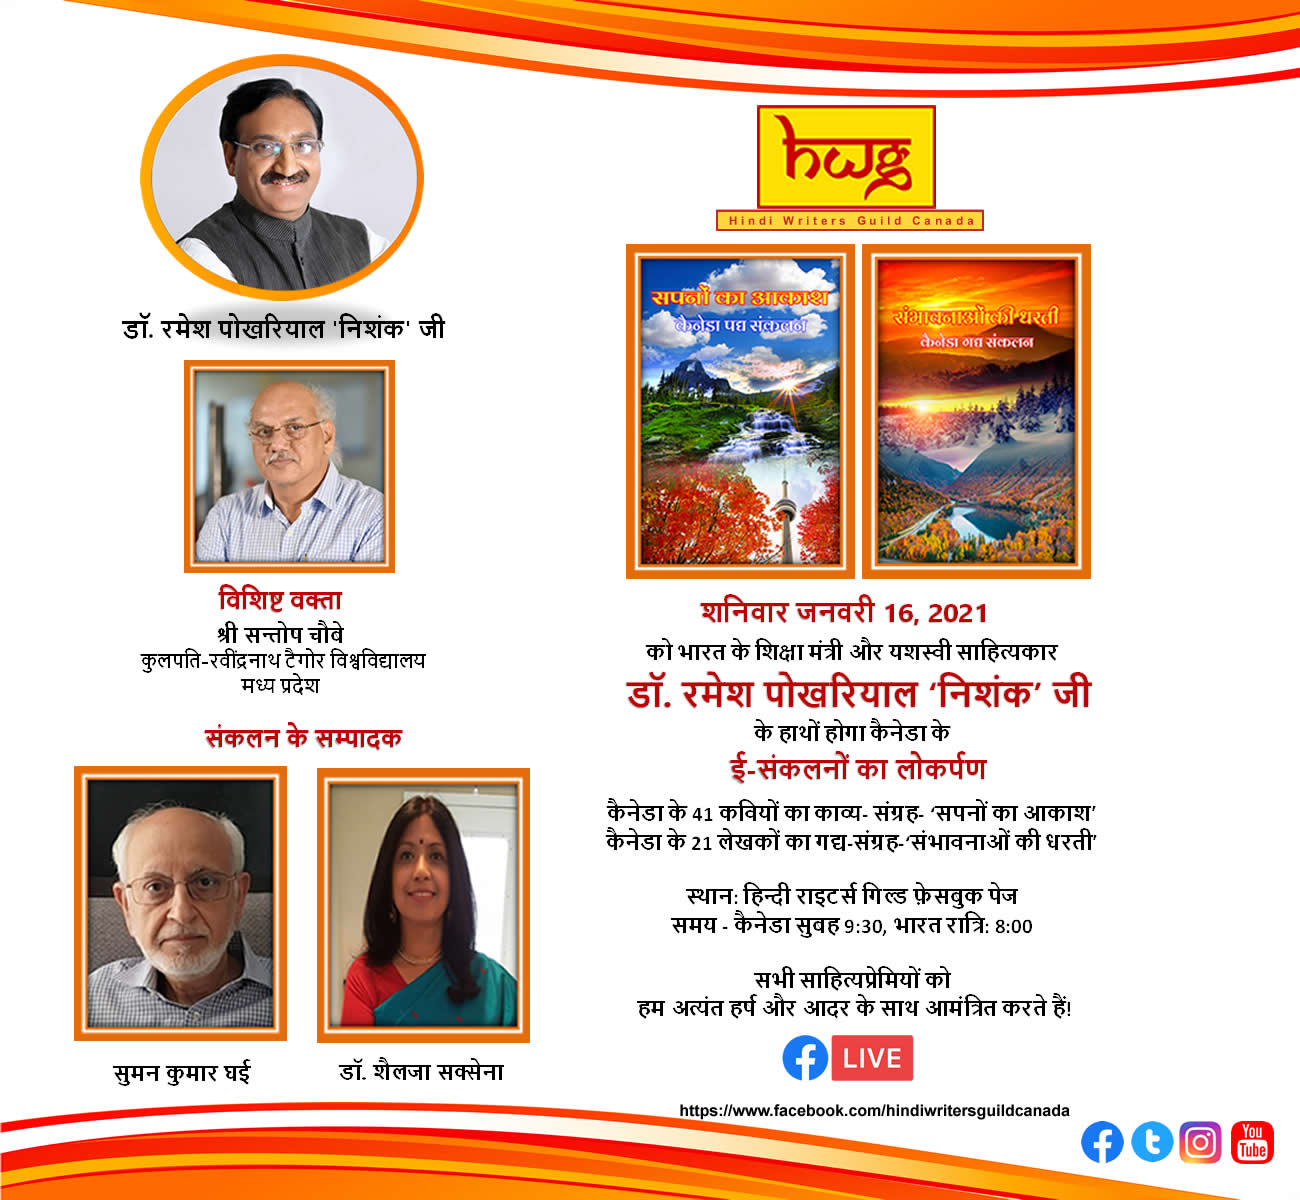 डॉ. रमेश पोखरियाल 'निशंक' जी
विशिष्ट वक्ता
श्री सन्तोष चौवे
कुलपति-रवींद्रनाथ टैगोर विश्वविद्यालय
मध्य प्रदेश
संकलन के सम्पादक
सुमन कुमार घई
डॉ. शैलजा सक्सेना
hwg
Hindi Writers Guild Canada
सपनों का आकाश
कैनेडा पद्य संकलन
संभावनाओं की धरती
कैनेडा गद्य संकलन
शनिवार जनवरी 16, 2021
को भारत के शिक्षा मंत्री और यशस्वी साहित्यकार
डॉ. रमेश पोखरियाल ‘निशंक’ जी
के हाथों होगा कैनेडा के
ई-संकलनों का लोकर्पण
कैनेडा के 41 कवियों का काव्य- संग्रह- ‘सपनों का आकाश’
कैनेडा के 21 लेखकों का गद्य-संग्रह-‘संभावनाओं की धरती’
स्थान: हिन्दी राइटर्स गिल्ड फ़ेसबुक पेज
समय - कैनेडा सुवह 9:30, भारत रात्रि: 8:00
सभी साहित्यप्रेमियों को
हम अत्यंत हर्ष और आदर के साथ आमंत्रित करते हैं!
LIVE
https://www.facebook.com/hindiwritersguildcanada
You
Tube